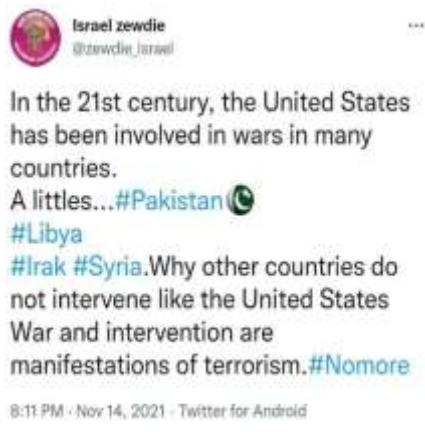 Israel zewdie
@zewdie_israel
In the 21st century, the United States
has been involved in wars in many
countries.
A littles...#Pakistan
#Libya
#Irak #Syria.Why other countries do
not intervene like the United States
War and intervention are
manifestations of terrorism.#Nomore
8:11 PM · Nov 14, 2021 · Twitter for Android